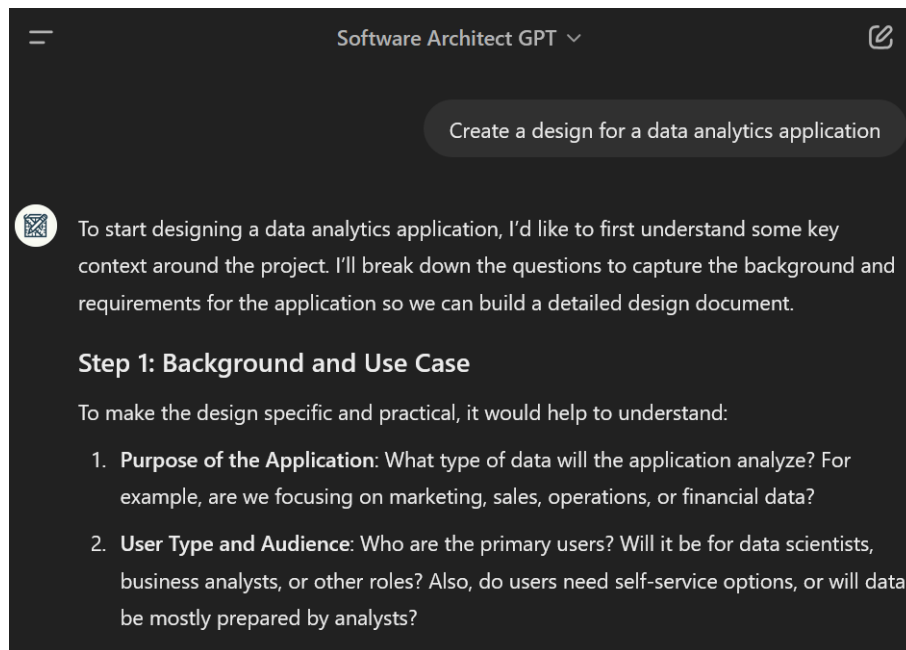 Software Architect GPT
Create a design for a data analytics application
To start designing a data analytics application, I’d like to first understand some key
context around the project. I’ll break down the questions to capture the background and
requirements for the application so we can build a detailed design document.
Step 1: Background and Use Case
To make the design specific and practical, it would help to understand:
1. Purpose of the Application: What type of data will the application analyze? For
example, are we focusing on marketing, sales, operations, or financial data?
2. User Type and Audience: Who are the primary users? Will it be for data scientists,
business analysts, or other roles? Also, do users need self-service options, or will data
be mostly prepared by analysts?